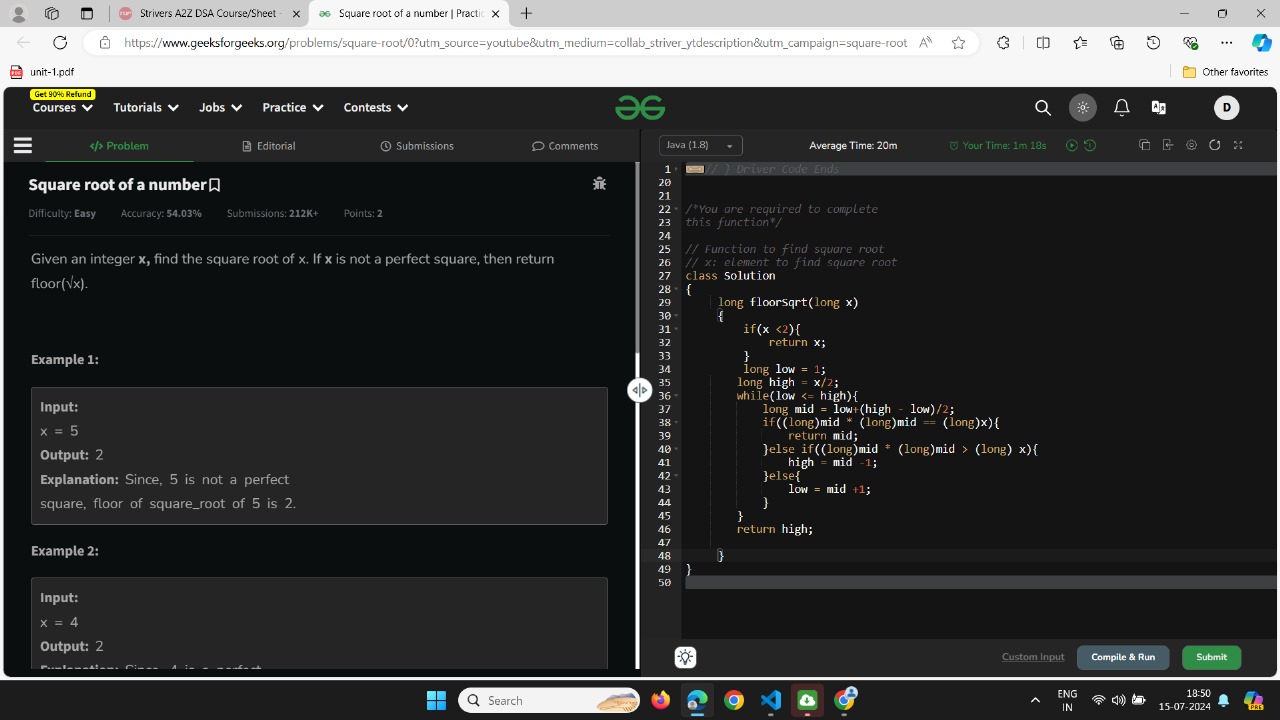 Strivers A2Z DSA Course/Sheet -
Square root of a number | Practic
https://www.geeksforgeeks.org/problems/square-root/0?utm_source=youtube&utm_medium=collab_striver_ytdescription&utm_campaign=square-root
unit-1.pdf
Other favorites
Get 90% Refund
Courses
Tutorials
Jobs
Practice
Contests
D
Problem
Editorial
Submissions
Comments
Java (1.8)
Average Time: 20m
Your Time: 1m 18s
Square root of a number
Difficulty: Easy
Accuracy: 54.03%
Submissions: 212K+
Points: 2
Given an integer x, find the square root of x. If x is not a perfect square, then return
floor(√x).
Example 1:
Input:
x = 5
Output: 2
Explanation: Since, 5 is not a perfect
square, floor of square_root of 5 is 2.
Example 2:
Input:
x = 4
Output: 2
Explanation: Since, 4 is a perfect
1 // } Driver Code Ends
20
21
22 /*You are required to complete
23 this function*/
24
25 // Function to find square root
26 // x: element to find square root
27 class Solution
28 {
29 long floorSqrt(long x)
30 {
31 if(x <2){
32 return x;
33 }
34 long low = 1;
35 long high = x/2;
36 while(low <= high){
37 long mid = low+(high - low)/2;
38 if((long)mid * (long)mid == (long)x){
39 return mid;
40 }else if((long)mid * (long)mid > (long) x){
41 high = mid -1;
42 }else{
43 low = mid +1;
44 }
45 }
46 return high;
47
48 }
49 }
50
Custom Input
Compile & Run
Submit
Search
ENG
IN
18:50
15-07-2024
PRE